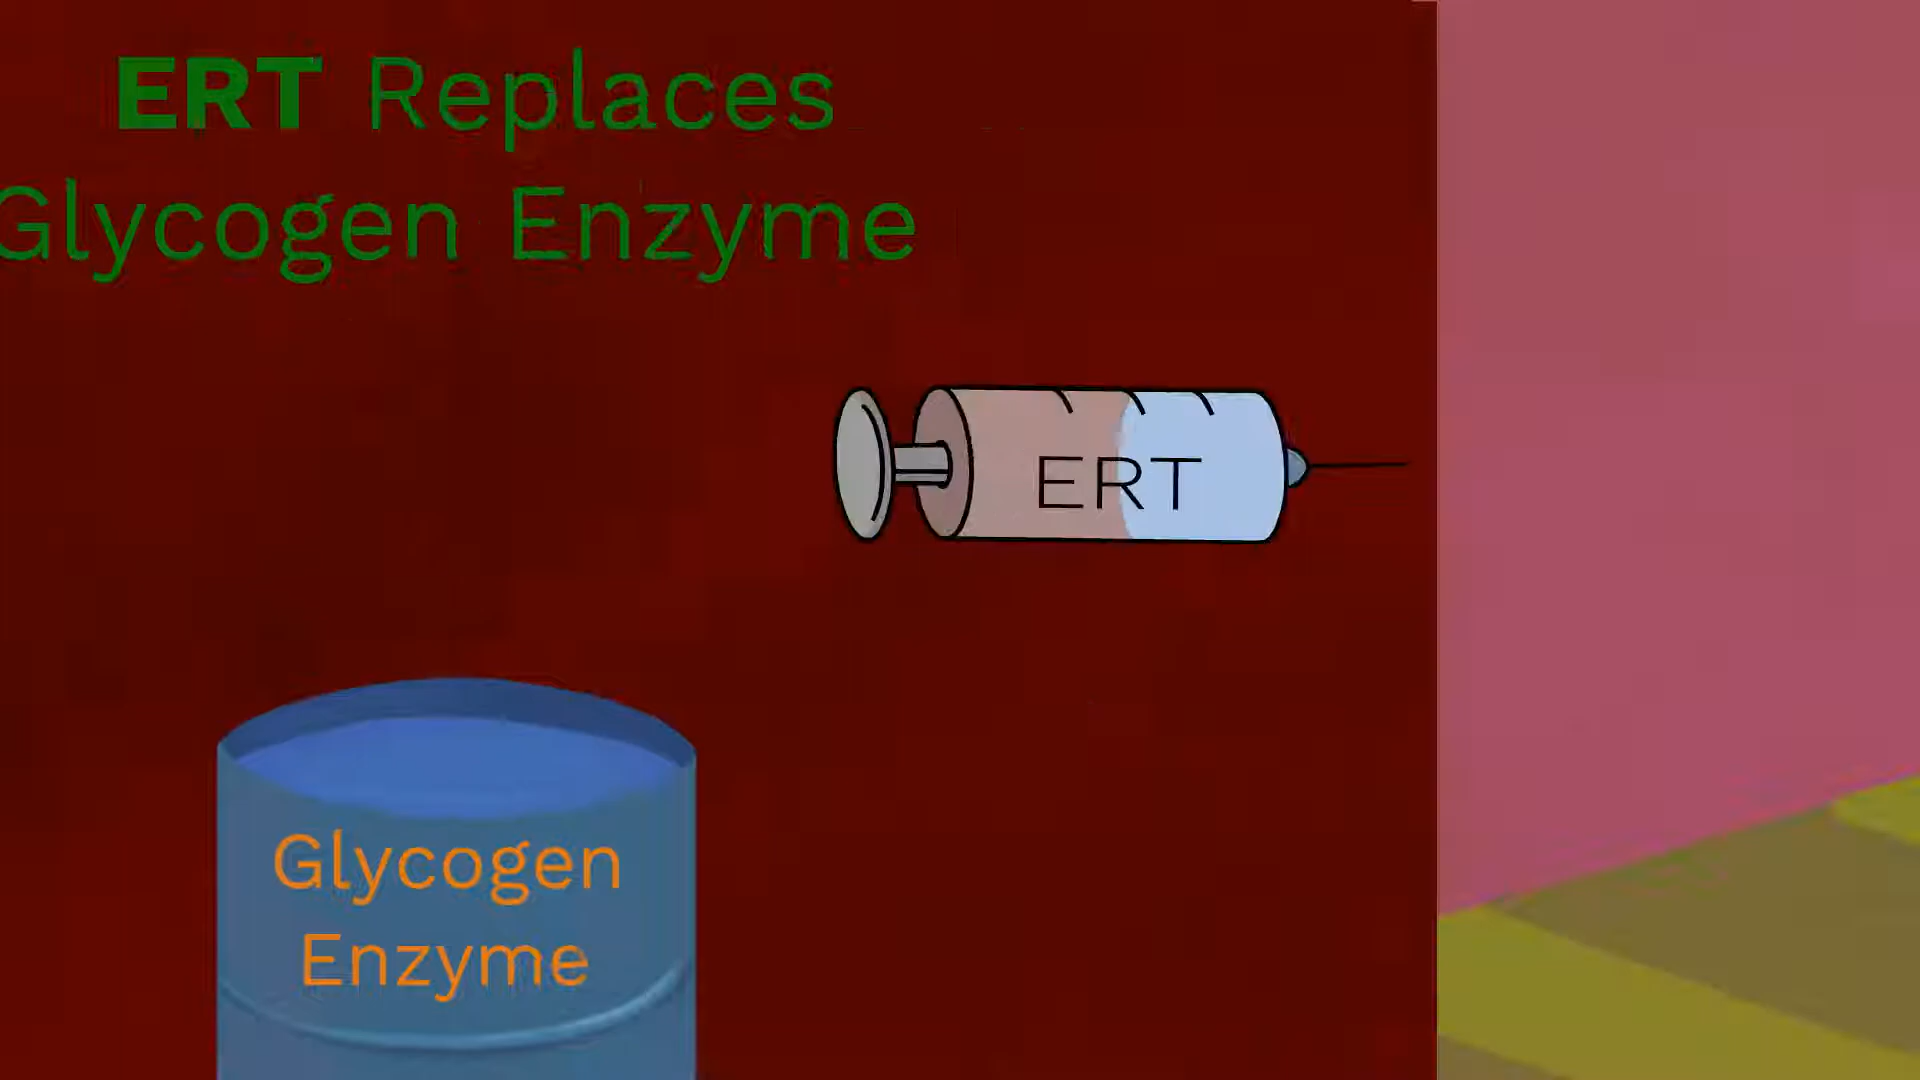 ERT Replaces
Glycogen Enzyme
ERT
Glycogen
Enzyme